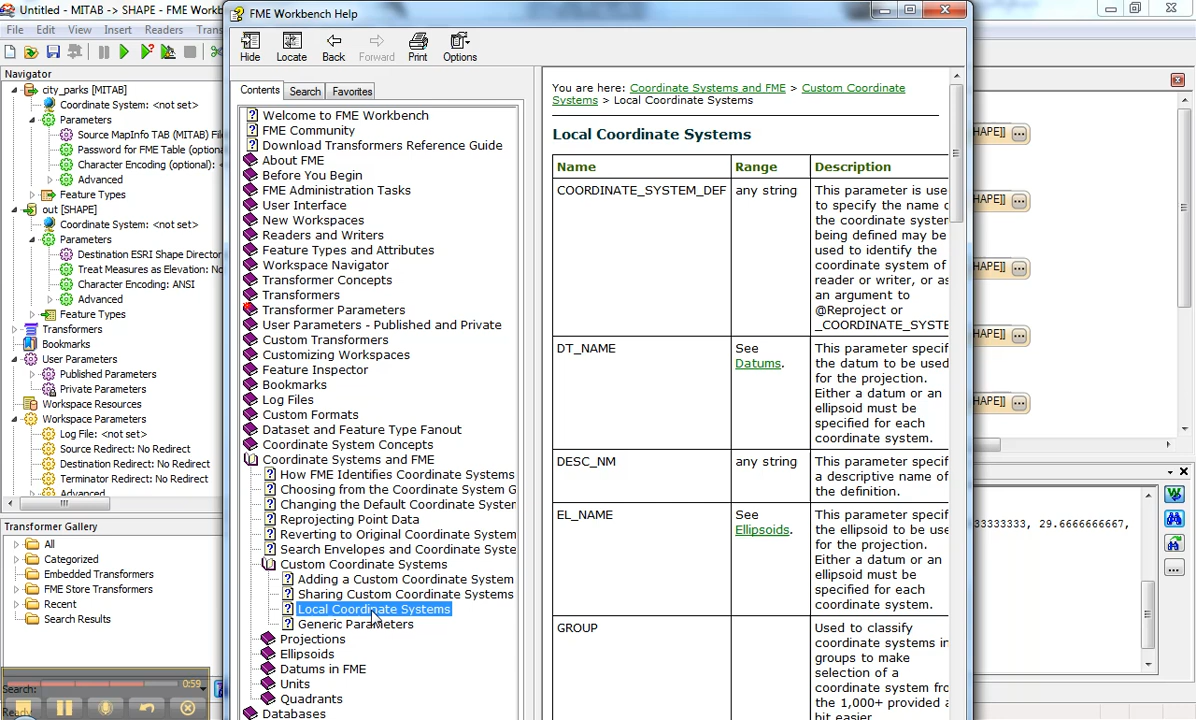 Untitled - MITAB -> SHAPE - FME Workb
File Edit View Insert Readers Trans
Navigator
city_parks [MITAB]
Coordinate System: <not set>
Parameters
Source MapInfo TAB (MITAB) Fil
Password for FME Table (optiona
Character Encoding (optional): <
Advanced
Feature Types
out [SHAPE]
Coordinate System: <not set>
Parameters
Destination ESRI Shape Director
Treat Measures as Elevation: No
Character Encoding: ANSI
Advanced
Feature Types
Transformers
Bookmarks
User Parameters
Published Parameters
Private Parameters
Workspace Resources
Workspace Parameters
Log File: <not set>
Source Redirect: No Redirect
Destination Redirect: No Redirect
Terminator Redirect: No Redirect
Advanced
Transformer Gallery
All
Categorized
Embedded Transformers
FME Store Transformers
Recent
Search Results
Search:
0:59
Ready
FME Workbench Help
Hide Locate Back Forward Print Options
Contents Search Favorites
Welcome to FME Workbench
FME Community
Download Transformers Reference Guide
About FME
Before You Begin
FME Administration Tasks
User Interface
New Workspaces
Readers and Writers
Feature Types and Attributes
Workspace Navigator
Transformer Concepts
Transformers
Transformer Parameters
User Parameters - Published and Private
Custom Transformers
Customizing Workspaces
Feature Inspector
Bookmarks
Log Files
Custom Formats
Dataset and Feature Type Fanout
Coordinate System Concepts
Coordinate Systems and FME
How FME Identifies Coordinate Systems
Choosing from the Coordinate System G
Changing the Default Coordinate System
Reprojecting Point Data
Reverting to Original Coordinate System
Search Envelopes and Coordinate Syste
Custom Coordinate Systems
Adding a Custom Coordinate System
Sharing Custom Coordinate Systems
Local Coordinate Systems
Generic Parameters
Projections
Ellipsoids
Datums in FME
Units
Quadrants
Databases
You are here: Coordinate Systems and FME > Custom Coordinate
Systems > Local Coordinate Systems
Local Coordinate Systems
Name Range Description
COORDINATE_SYSTEM_DEF any string This parameter is use
to specify the name o
the coordinate system
being defined may be
used to identify the
coordinate system of
reader or writer, or as
an argument to
@Reproject or
_COORDINATE_SYSTE
DT_NAME See This parameter specif
Datums. the datum to be used
for the projection.
Either a datum or an
ellipsoid must be
specified for each
coordinate system.
DESC_NM any string This parameter specif
a descriptive name of
the definition.
EL_NAME See This parameter specif
Ellipsoids. the ellipsoid to be use
for the projection.
Either a datum or an
ellipsoid must be
specified for each
coordinate system.
GROUP Used to classify
coordinate systems in
groups to make
selection of a
coordinate system fro
the 1,000+ provided a
bit easier.
HAPE]] ...
HAPE]] ...
HAPE]] ...
HAPE]] ...
HAPE]] ...
33333333, 29.6666666667,